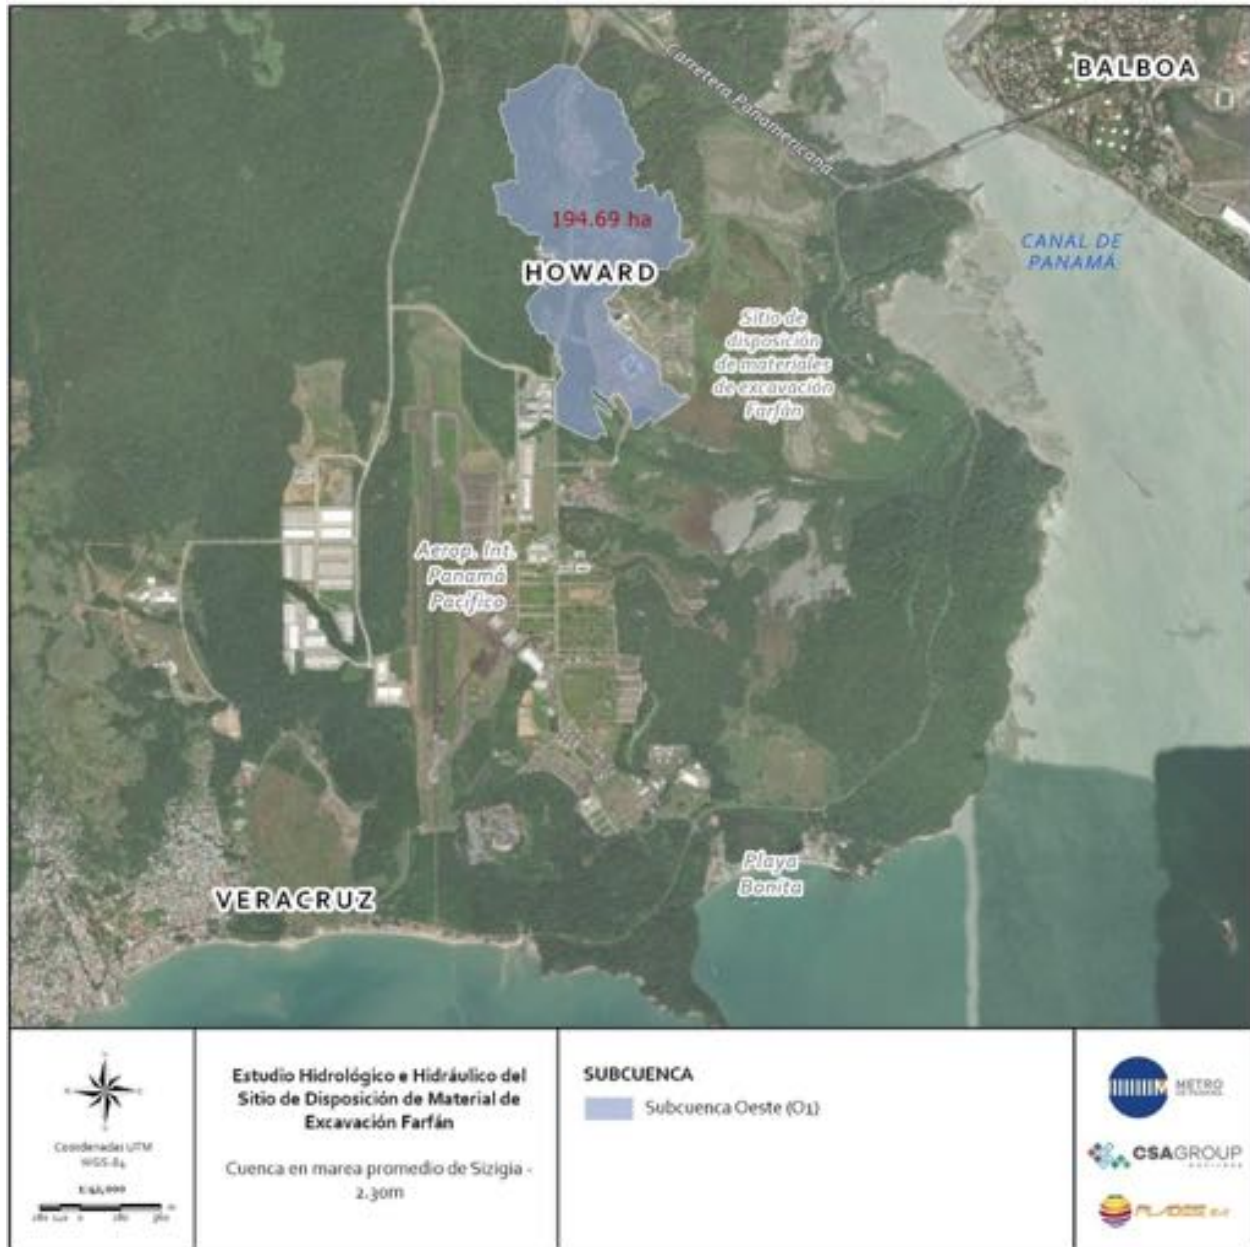 BALBOA
Carretera Panamericana
194.69 ha
CANAL DE
PANAMÁ
HOWARD
Sitio de
disposición
de materiales
de excavación
Farfán
Aerop. Int.
Panamá
Pacífico
Playa
Bonita
VERACRUZ
Coordenadas UTM
WGS-84
Estudio Hidrológico e Hidráulico del
Sitio de Disposición de Material de
Excavación Farfán
Cuenca en marea promedio de Sizigia -
2.30m
SUBCUENCA
Subcuenca Oeste (O1)
METRO
DE PANAMÁ
CSAGROUP